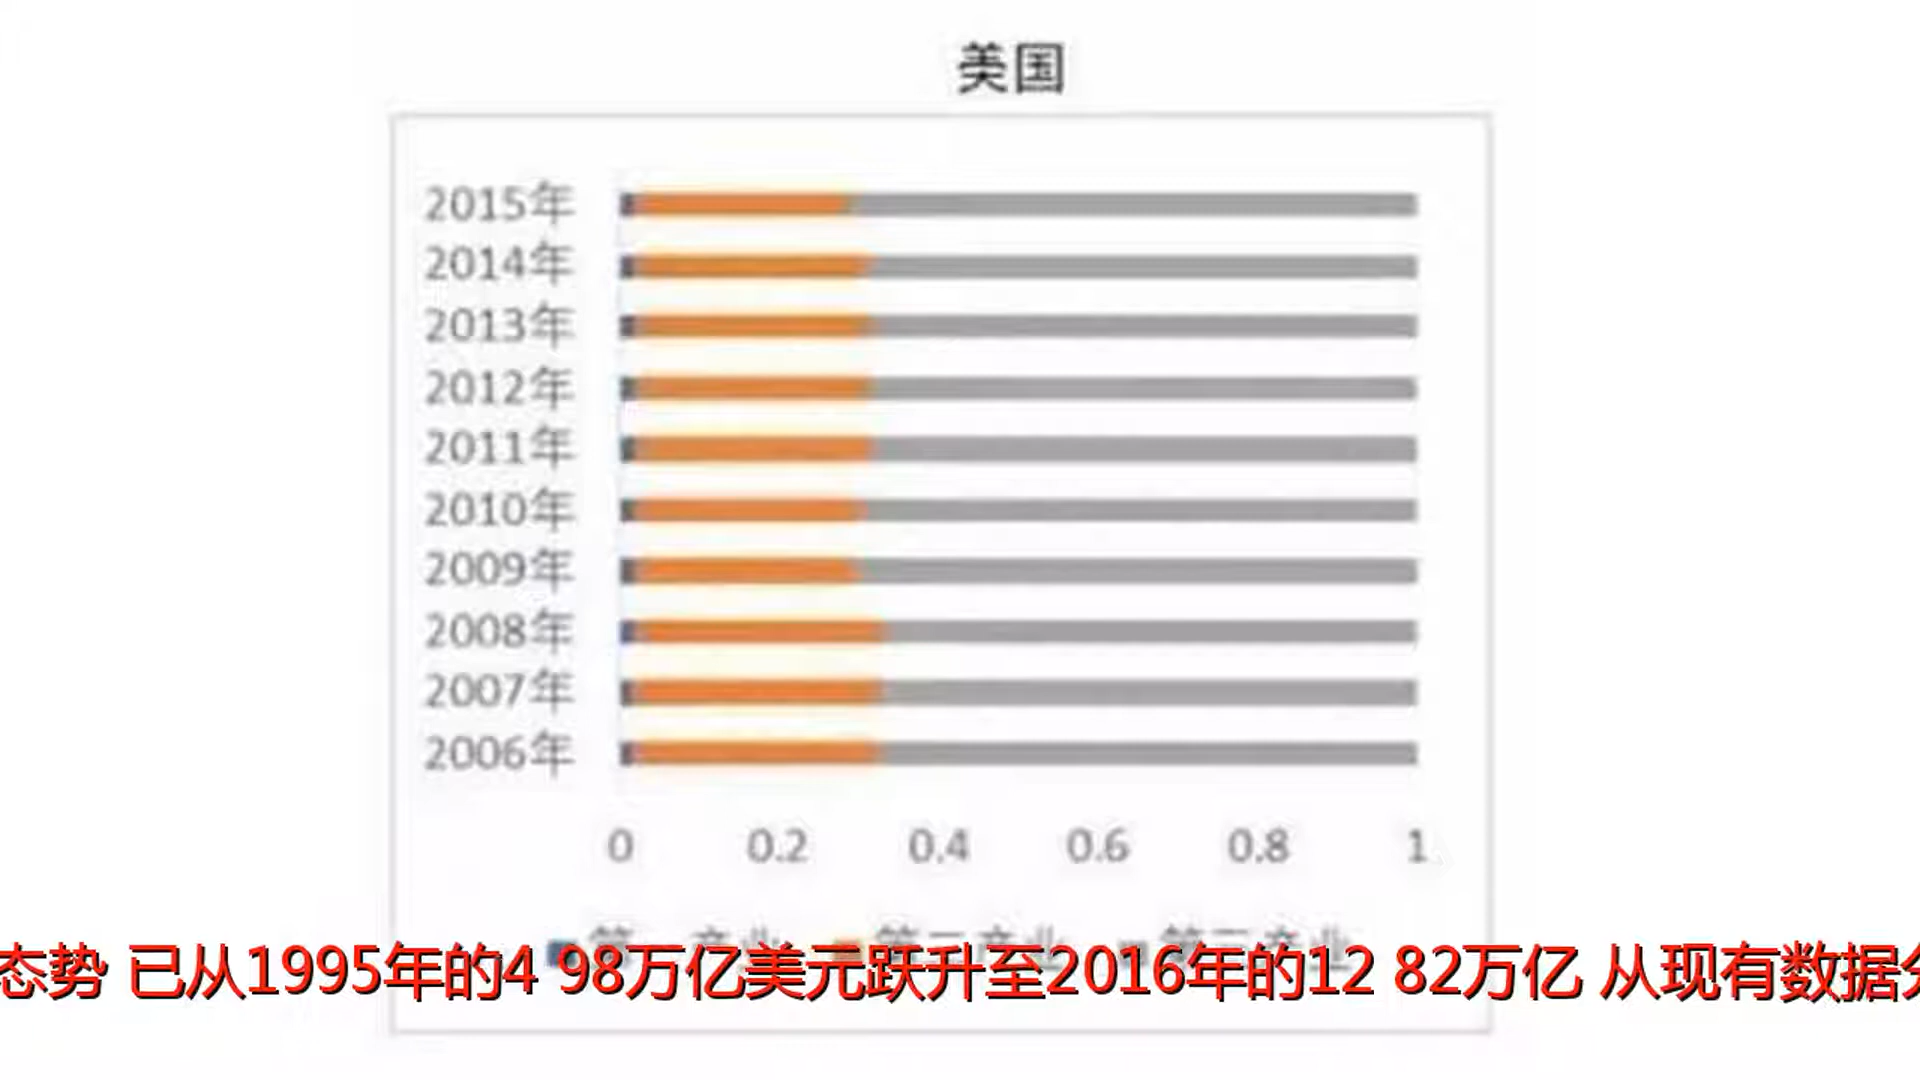 美国
2015年
2014年
2013年
2012年
2011年
2010年
2009年
2008年
2007年
2006年
0 0.2 0.4 0.6 0.8 1
态势 已从1995年的4 98万亿美元跃升至2016年的12 82万亿 从现有数据分